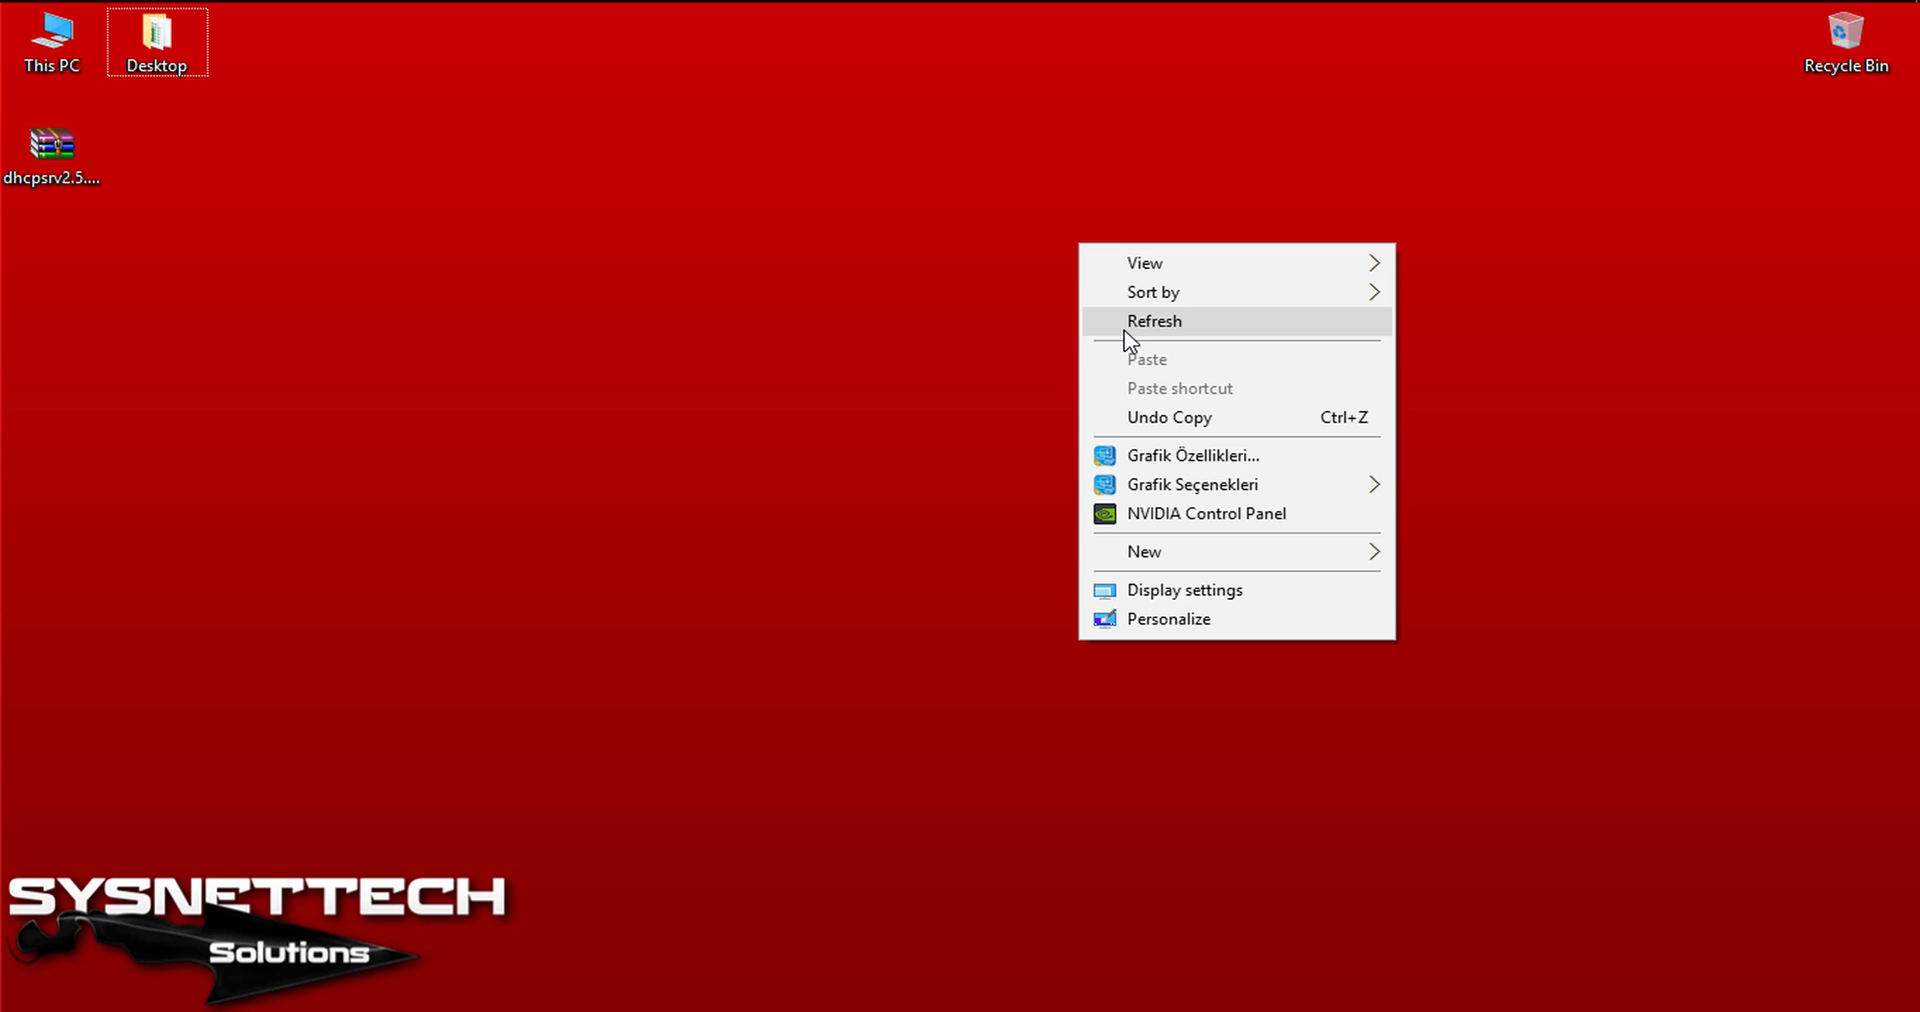 This PC
Desktop
Recycle Bin
dhcpsrv2.5....
View
Sort by
Refresh
Paste
Paste shortcut
Undo Copy Ctrl+Z
Grafik Özellikleri...
Grafik Seçenekleri
NVIDIA Control Panel
New
Display settings
Personalize
SYSNETTECH
Solutions